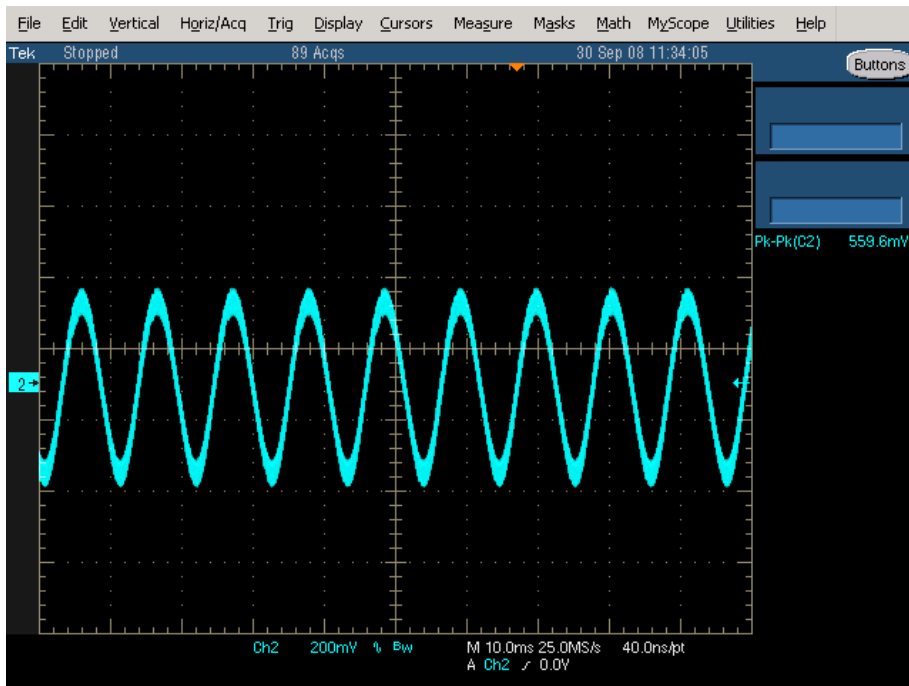 File Edit Vertical Horiz/Acq Trig Display Cursors Measure Masks Math MyScope Utilities Help
Tek Stopped 89 Acqs 30 Sep 08 11:34:05
Buttons
Pk-Pk(C2) 559.6mV
2
Ch2 200mV ∿ Bw M 10.0ms 25.0MS/s 40.0ns/pt
A Ch2 ∕ 0.0V